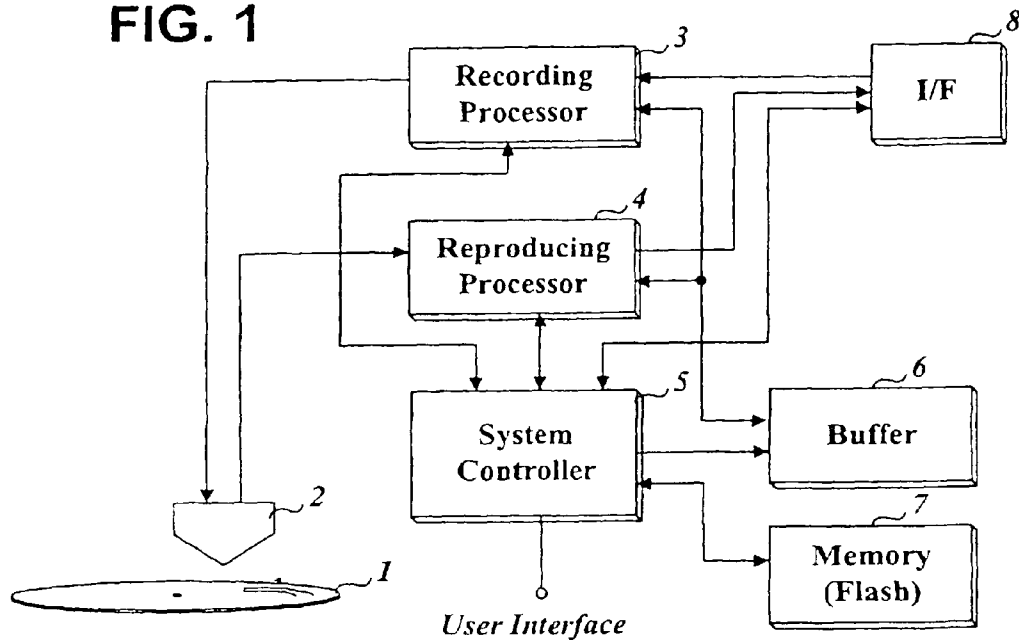 FIG. 1
3
8
Recording
Processor
I/F
4
Reproducing
Processor
5
6
System
Controller
Buffer
2
7
Memory
(Flash)
1
User Interface